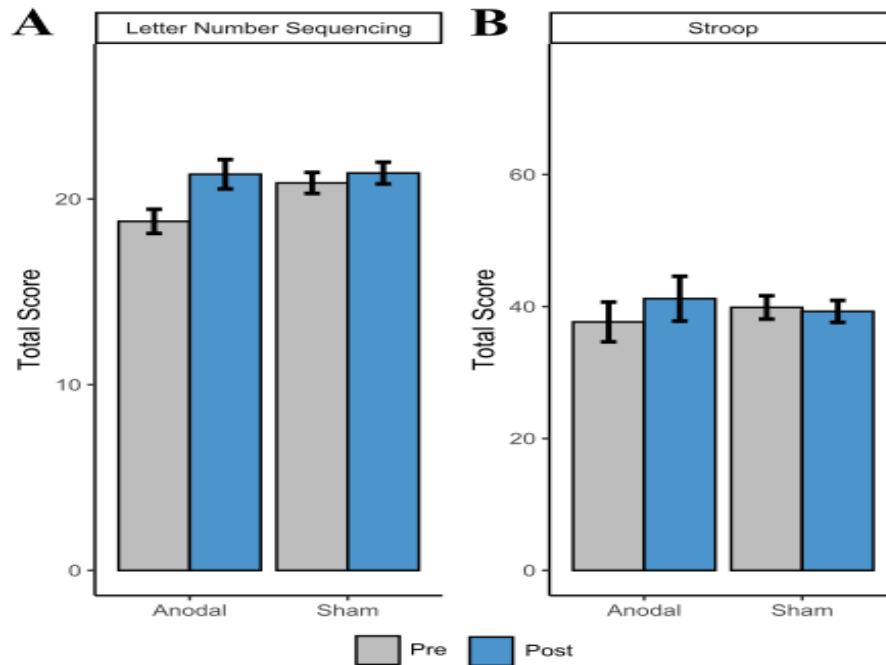 A
Letter Number Sequencing
Total Score
20
10
0
Anodal
Sham
B
Stroop
Total Score
60
40
20
0
Anodal
Sham
Pre
Post